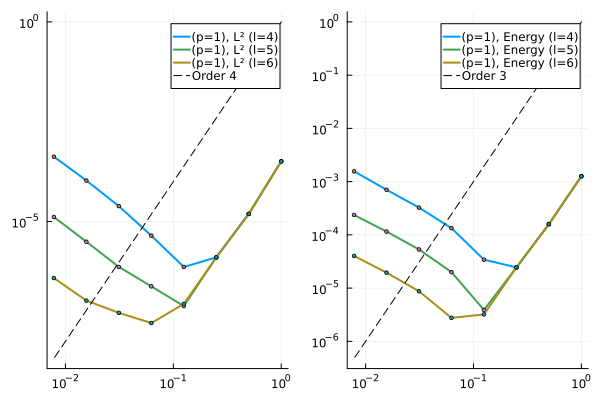 10⁰
10⁻⁵
10⁻²
10⁻¹
10⁰
(p=1), L² (l=4)
(p=1), L² (l=5)
(p=1), L² (l=6)
Order 4
10⁰
10⁻¹
10⁻²
10⁻³
10⁻⁴
10⁻⁵
10⁻⁶
10⁻²
10⁻¹
10⁰
(p=1), Energy (l=4)
(p=1), Energy (l=5)
(p=1), Energy (l=6)
Order 3